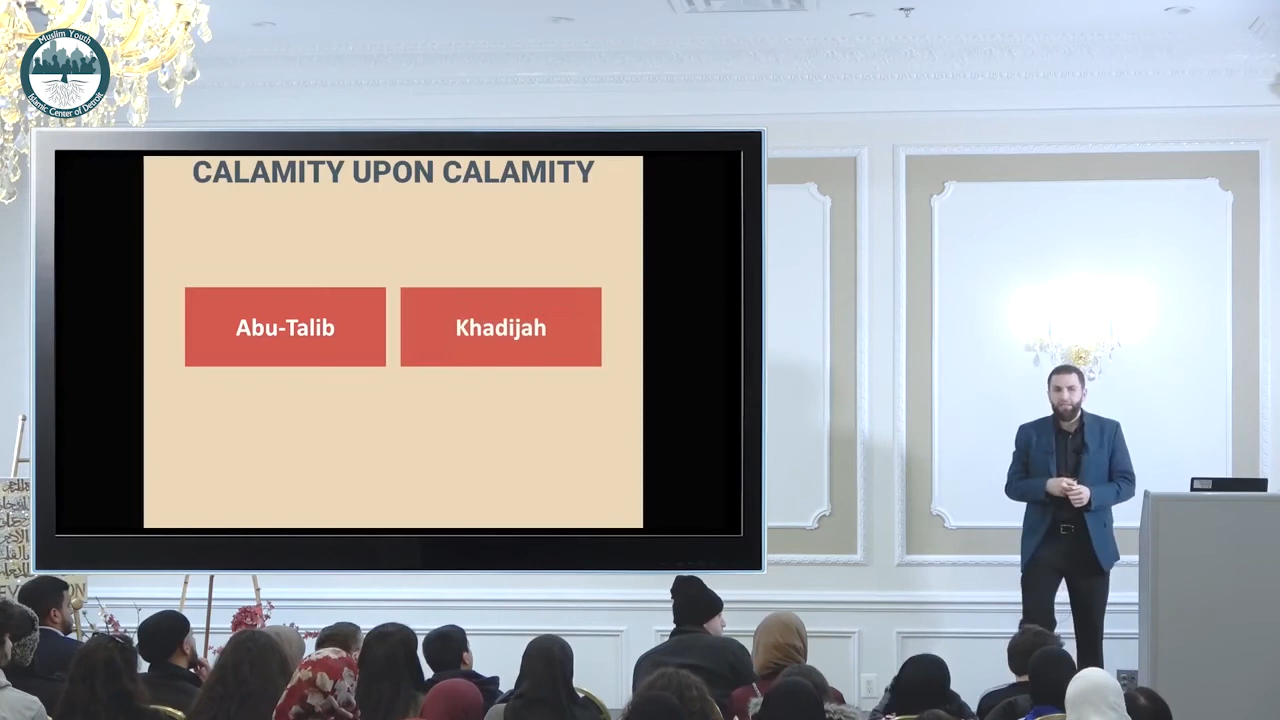 Muslim Youth
Islamic Center of Detroit
CALAMITY UPON CALAMITY
Abu-Talib
Khadijah